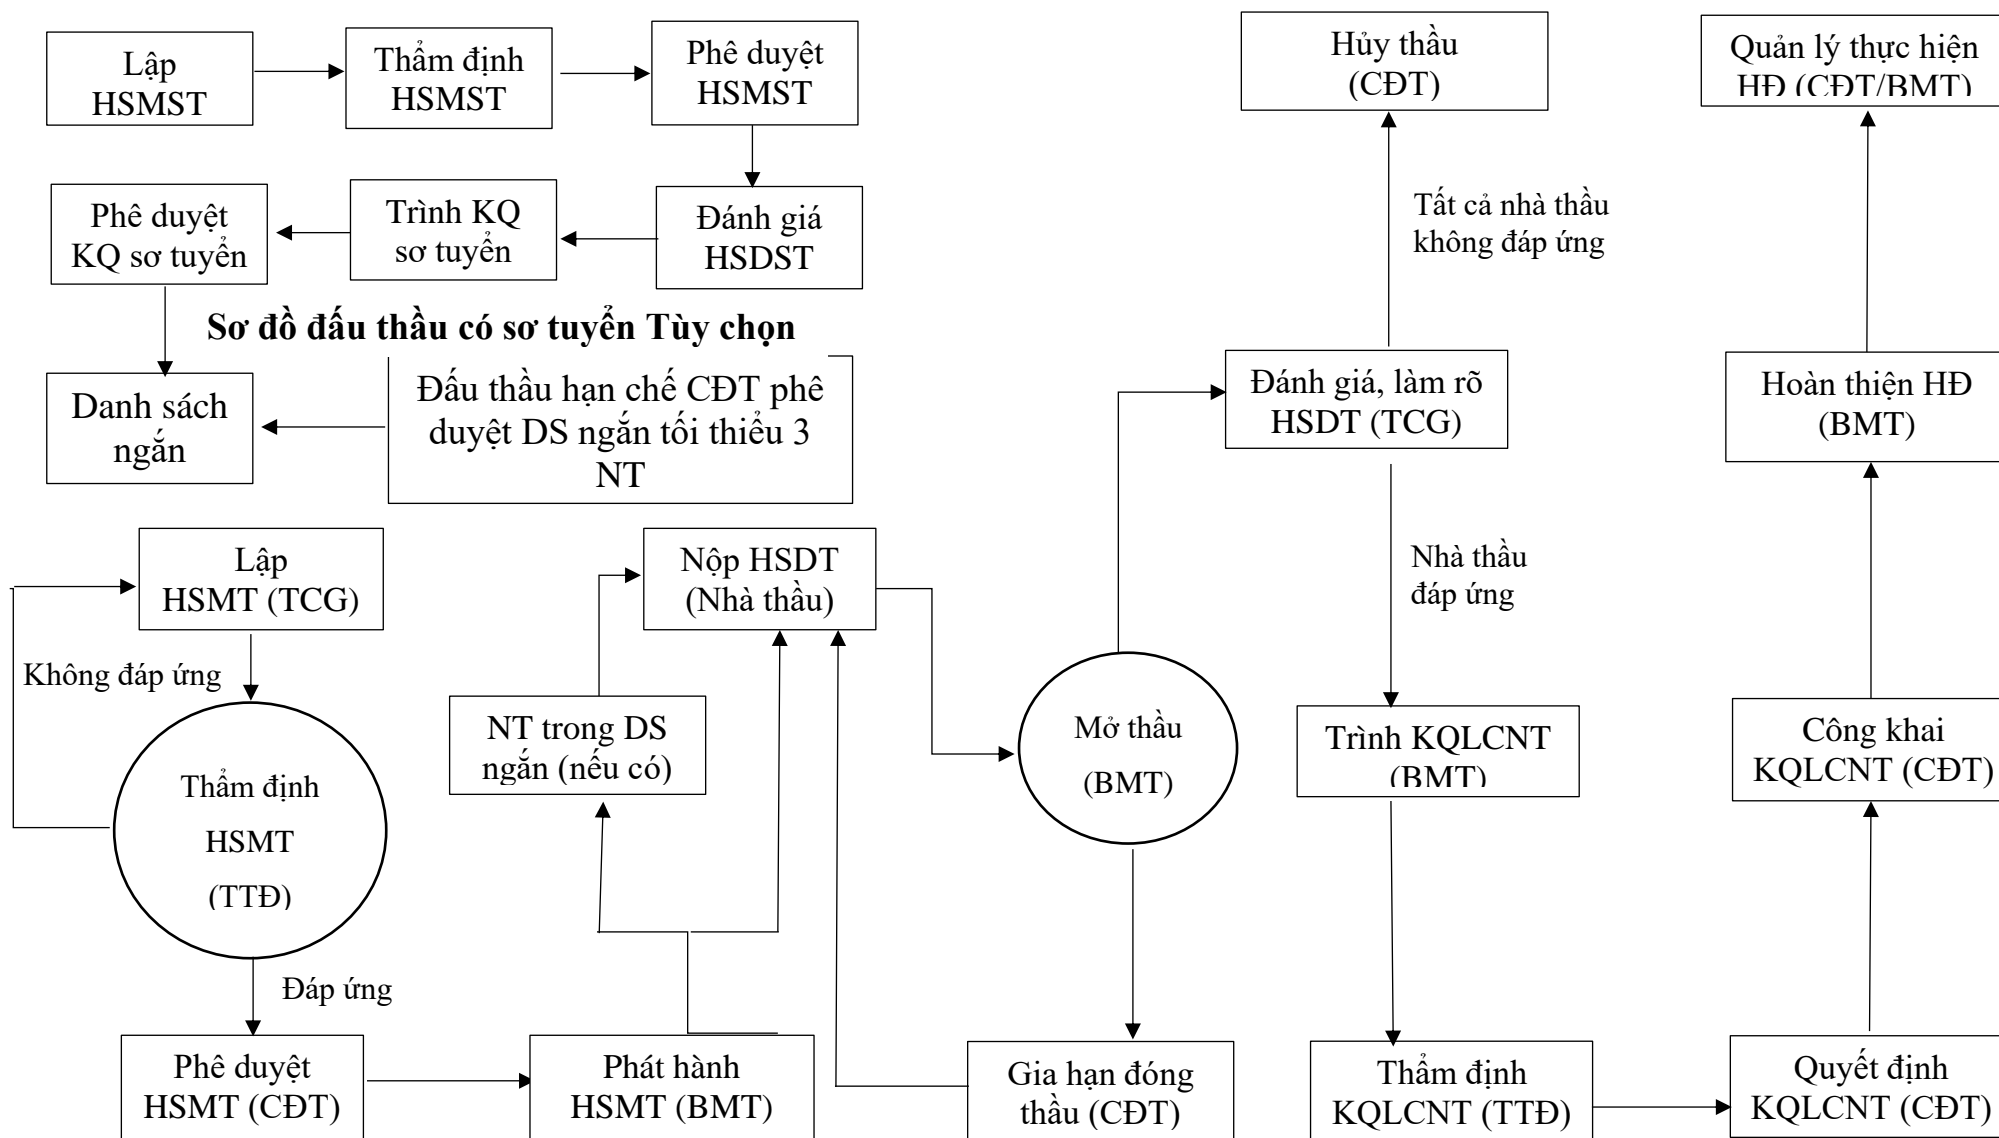 Lập
HSMST
Thẩm định
HSMST
Phê duyệt
HSMST
Hủy thầu
(CĐT)
Quản lý thực hiện
HĐ (CĐT/BMT)
Phê duyệt
KQ sơ tuyển
Trình KQ
sơ tuyển
Đánh giá
HSDST
Tất cả nhà thầu
không đáp ứng
Sơ đồ đấu thầu có sơ tuyển Tùy chọn
Danh sách
ngắn
Đấu thầu hạn chế CĐT phê
duyệt DS ngắn tối thiểu 3
NT
Đánh giá, làm rõ
HSDT (TCG)
Hoàn thiện HĐ
(BMT)
Lập
HSMT (TCG)
Nộp HSDT
(Nhà thầu)
Nhà thầu
đáp ứng
Không đáp ứng
NT trong DS
ngắn (nếu có)
Mở thầu
(BMT)
Trình KQLCNT
(BMT)
Công khai
KQLCNT (CĐT)
Thẩm định
HSMT
(TTĐ)
Đáp ứng
Phê duyệt
HSMT (CĐT)
Phát hành
HSMT (BMT)
Gia hạn đóng
thầu (CĐT)
Thẩm định
KQLCNT (TTĐ)
Quyết định
KQLCNT (CĐT)